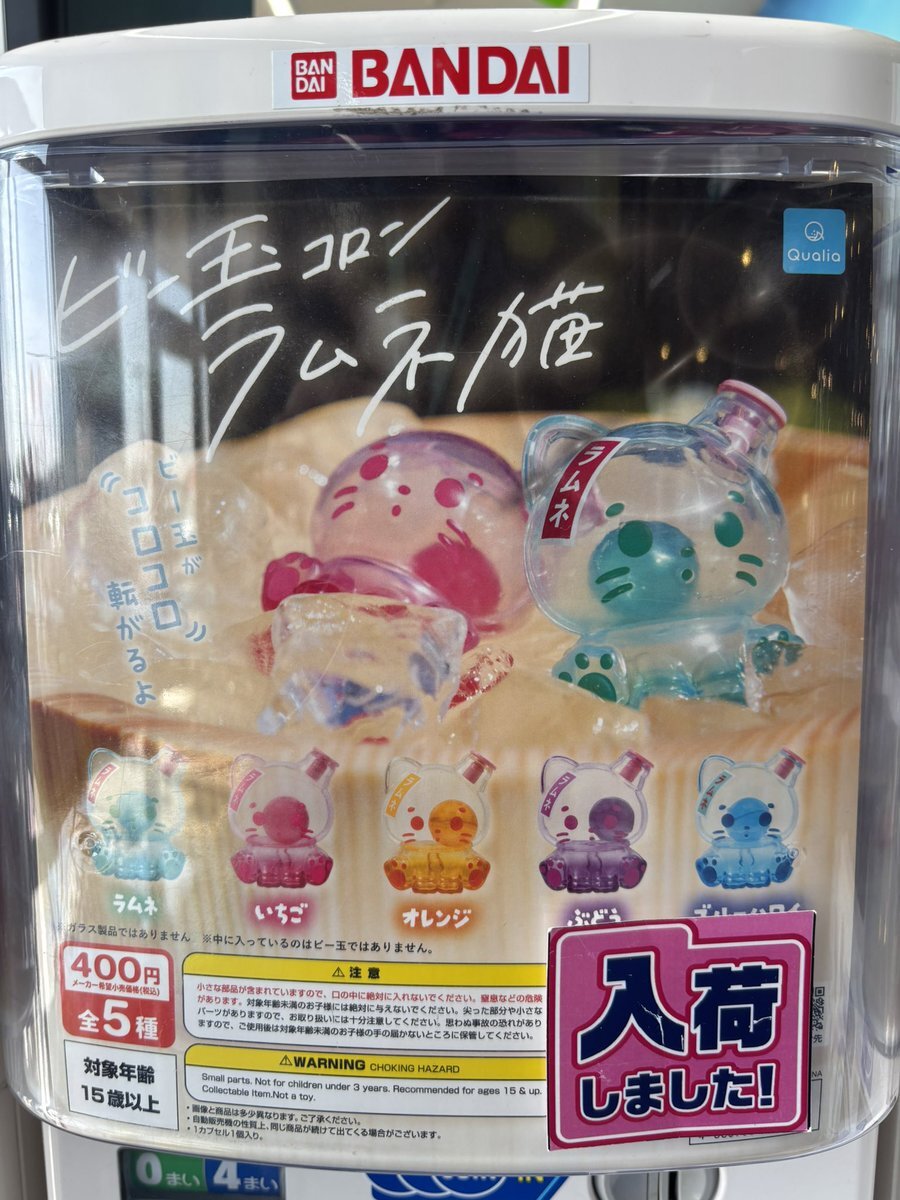 BAN
DAI
BANDAI
Qualia
ビー玉コロン
ラムネ猫
ラムネ
ビー玉が
コロコロ
転がるよ
ラムネ
ラムネ
ラムネ
ラムネ
ラムネ
ラムネ
いちご
オレンジ
ぶどう
ブルーハワイ
※ガラス製品ではありません ※中に入っているのはビー玉ではありません。
400円
メーカー希望小売価格(税込)
全5種
対象年齢
15歳以上
⚠注意
小さな部品が含まれていますので、口の中に絶対に入れないでください。窒息などの危険
があります。対象年齢未満のお子様には絶対に与えないでください。尖った部分や小さな
パーツがありますので、お取り扱いには十分注意してください。思わぬ事故の恐れがあり
ますので、ご使用後は対象年齢未満のお子様の手の届かないところに保管してください。
⚠WARNING CHOKING HAZARD
Small parts. Not for children under 3 years. Recommended for ages 15 & up.
Collectable Item.Not a toy.
・画像と商品は多少異なります。ご了承ください。
・自動販売機の性質上、同じ商品が続けて出てくる場合がございます。
・1カプセル1個入り。
入荷
しました!
0まい 4まい